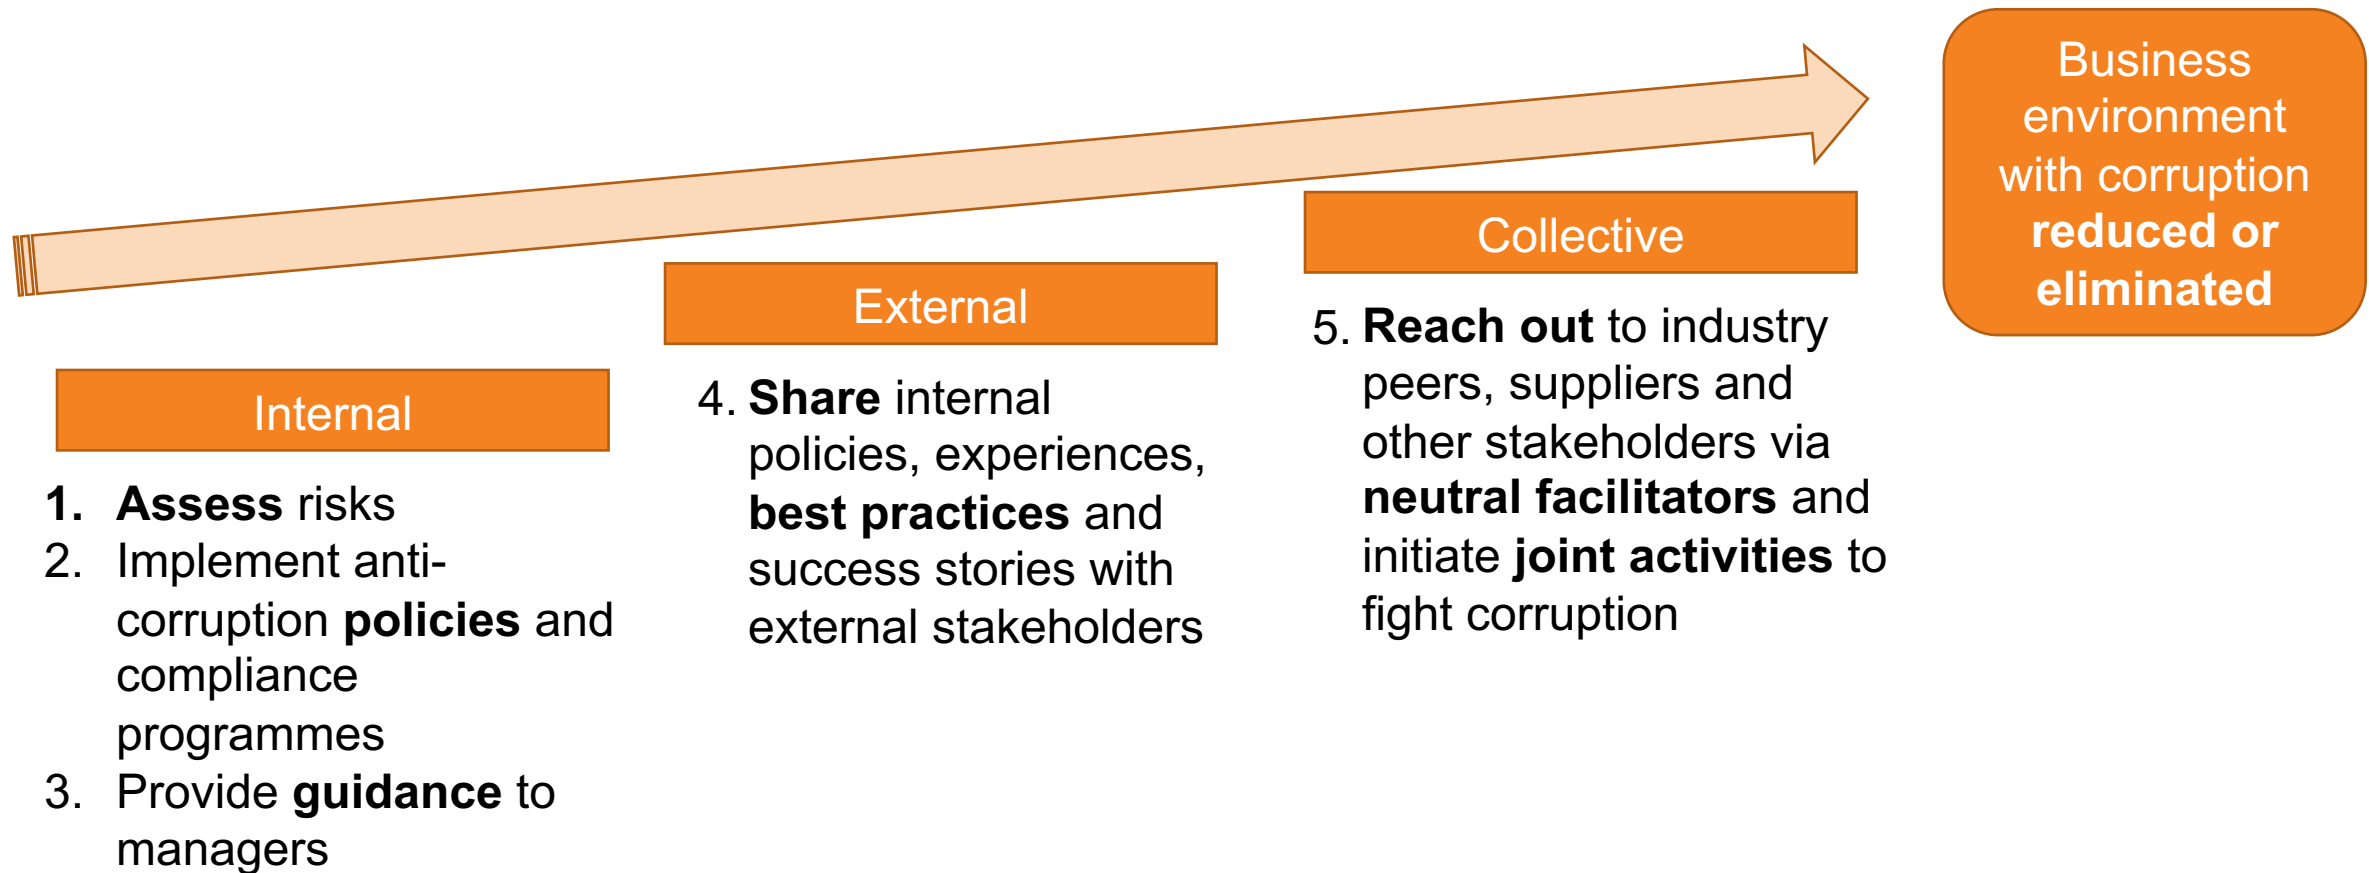 Internal
1. Assess risks
2. Implement anti-
corruption policies and
compliance
programmes
3. Provide guidance to
managers
External
4. Share internal
policies, experiences,
best practices and
success stories with
external stakeholders
Collective
5. Reach out to industry
peers, suppliers and
other stakeholders via
neutral facilitators and
initiate joint activities to
fight corruption
Business
environment
with corruption
reduced or
eliminated